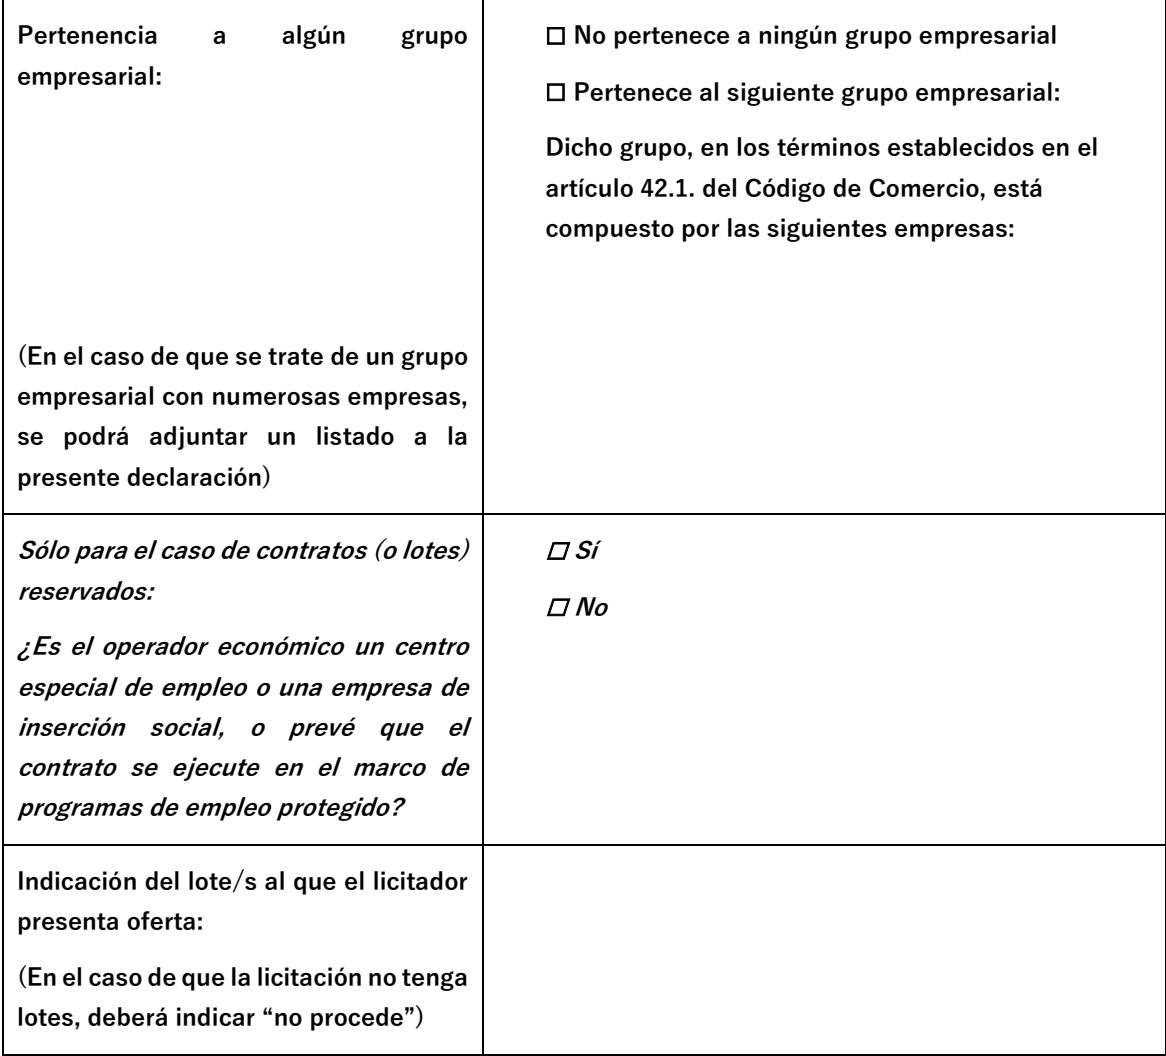 Pertenencia a algún grupo
empresarial:
(En el caso de que se trate de un grupo
empresarial con numerosas empresas,
se podrá adjuntar un listado a la
presente declaración)
☐ No pertenece a ningún grupo empresarial
☐ Pertenece al siguiente grupo empresarial:
Dicho grupo, en los términos establecidos en el
artículo 42.1. del Código de Comercio, está
compuesto por las siguientes empresas:
Sólo para el caso de contratos (o lotes)
reservados:
¿Es el operador económico un centro
especial de empleo o una empresa de
inserción social, o prevé que el
contrato se ejecute en el marco de
programas de empleo protegido?
☐ Sí
☐ No
Indicación del lote/s al que el licitador
presenta oferta:
(En el caso de que la licitación no tenga
lotes, deberá indicar “no procede”)